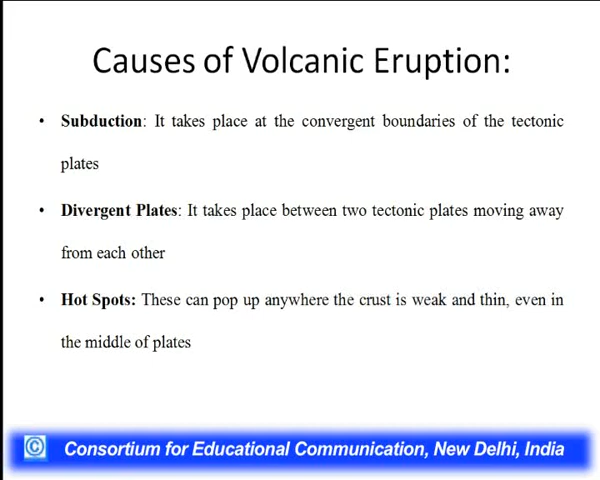 Causes of Volcanic Eruption:
• Subduction: It takes place at the convergent boundaries of the tectonic
plates
• Divergent Plates: It takes place between two tectonic plates moving away
from each other
• Hot Spots: These can pop up anywhere the crust is weak and thin, even in
the middle of plates
© Consortium for Educational Communication, New Delhi, India